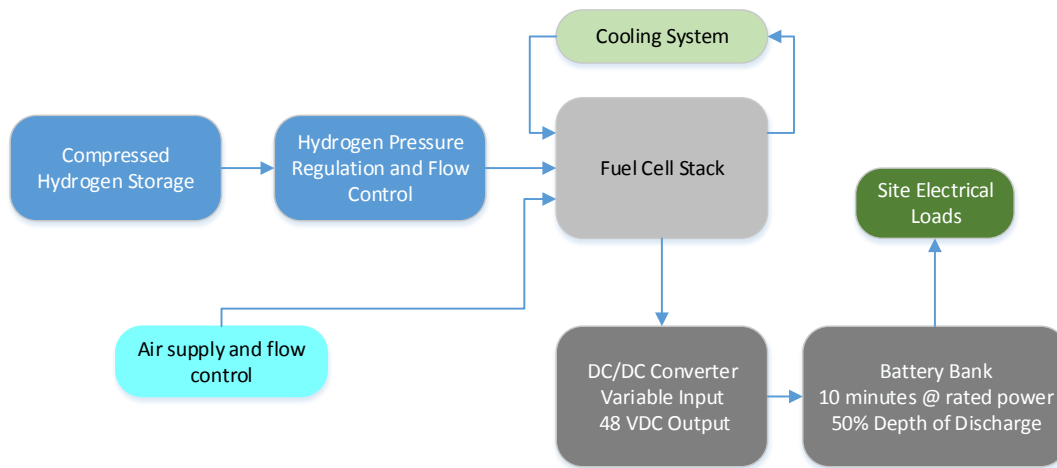 Cooling System
Compressed
Hydrogen Storage
Hydrogen Pressure
Regulation and Flow
Control
Fuel Cell Stack
Site Electrical
Loads
Air supply and flow
control
DC/DC Converter
Variable Input
48 VDC Output
Battery Bank
10 minutes @ rated power
50% Depth of Discharge